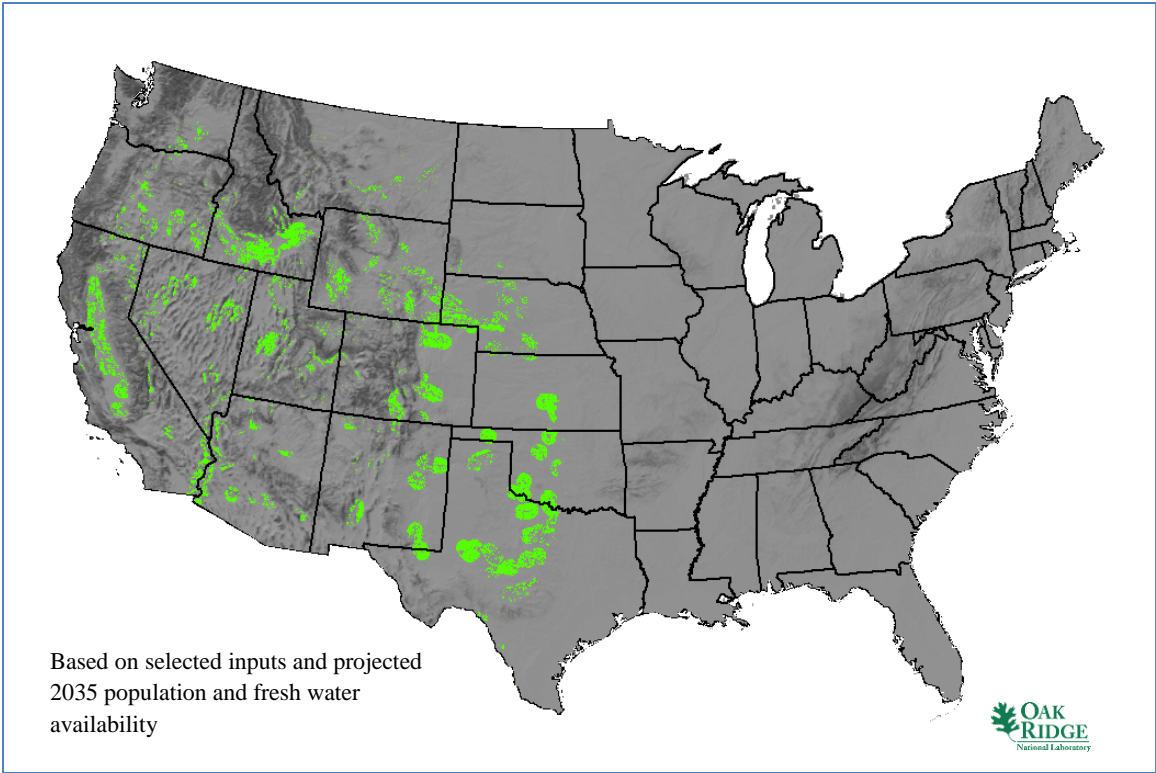 Based on selected inputs and projected
2035 population and fresh water
availability
OAK
RIDGE
National Laboratory